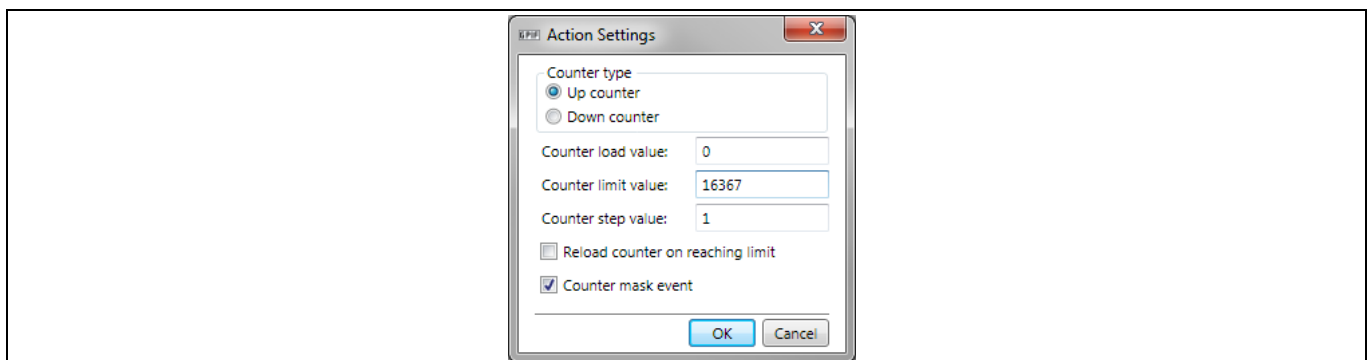 GPIF Action Settings
Counter type
Up counter
Down counter
Counter load value: 0
Counter limit value: 16367
Counter step value: 1
Reload counter on reaching limit
Counter mask event
OK Cancel